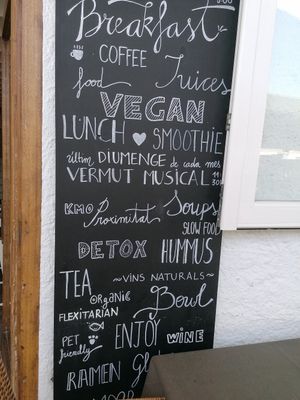 Breakfast
COFFEE
food Juices
VEGAN
LUNCH SMOOTHIE
últim DIUMENGE de cada mes
VERMUT MUSICAL
KM0 Proximitat Soups
SLOW FOOD
DETOX HUMMUS
TEA ~VINS NATURALS~
ORGANIC Bowl
FLEXITARIAN
PET friendly ENJOY WINE
RAMEN